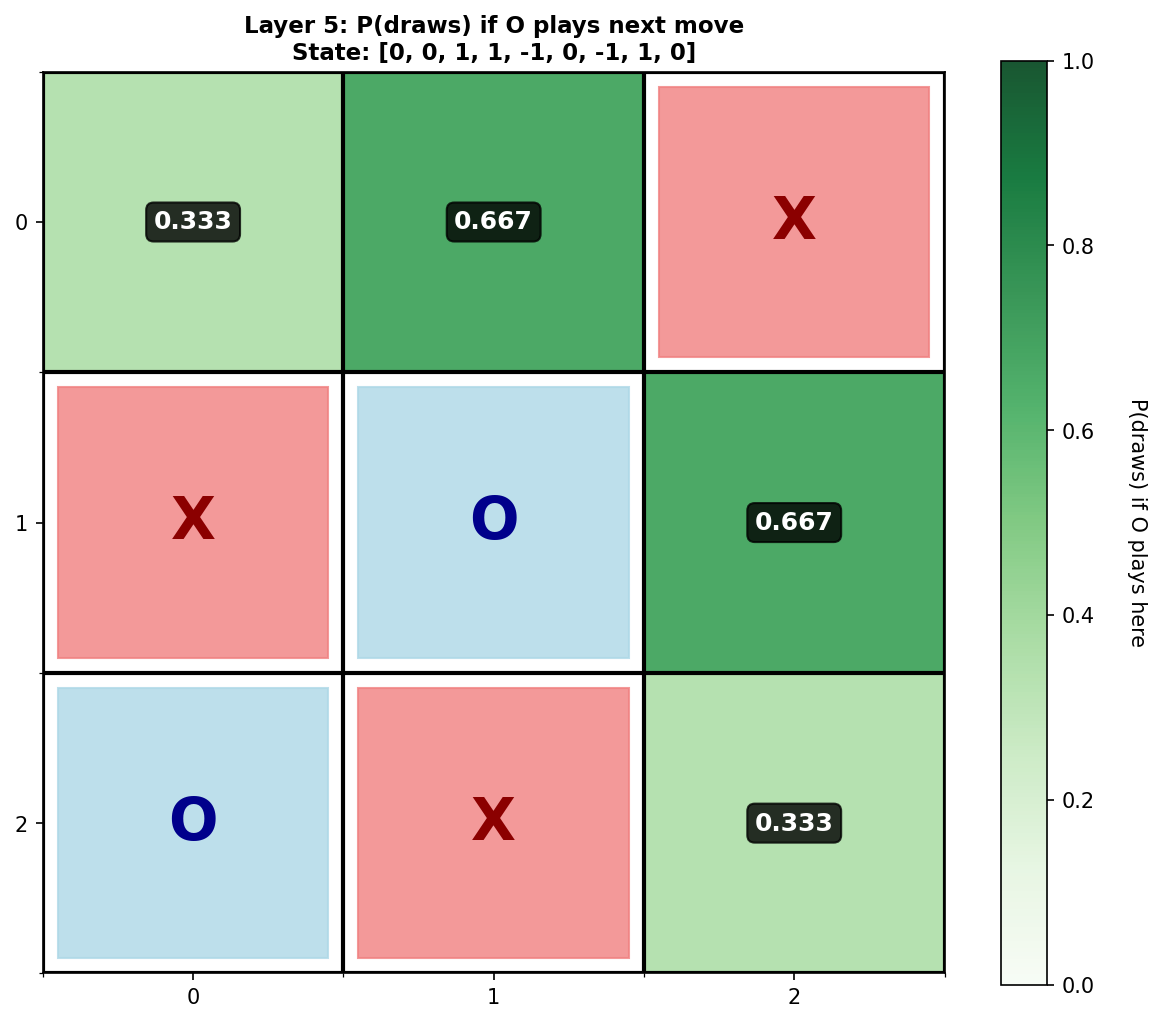 Layer 5: P(draws) if O plays next move
State: [0, 0, 1, 1, -1, 0, -1, 1, 0]
0.333
0.667
X
X
O
0.667
O
X
0.333
0
1
2
0
1
2
1.0
0.8
0.6
0.4
0.2
0.0
P(draws) if O plays here